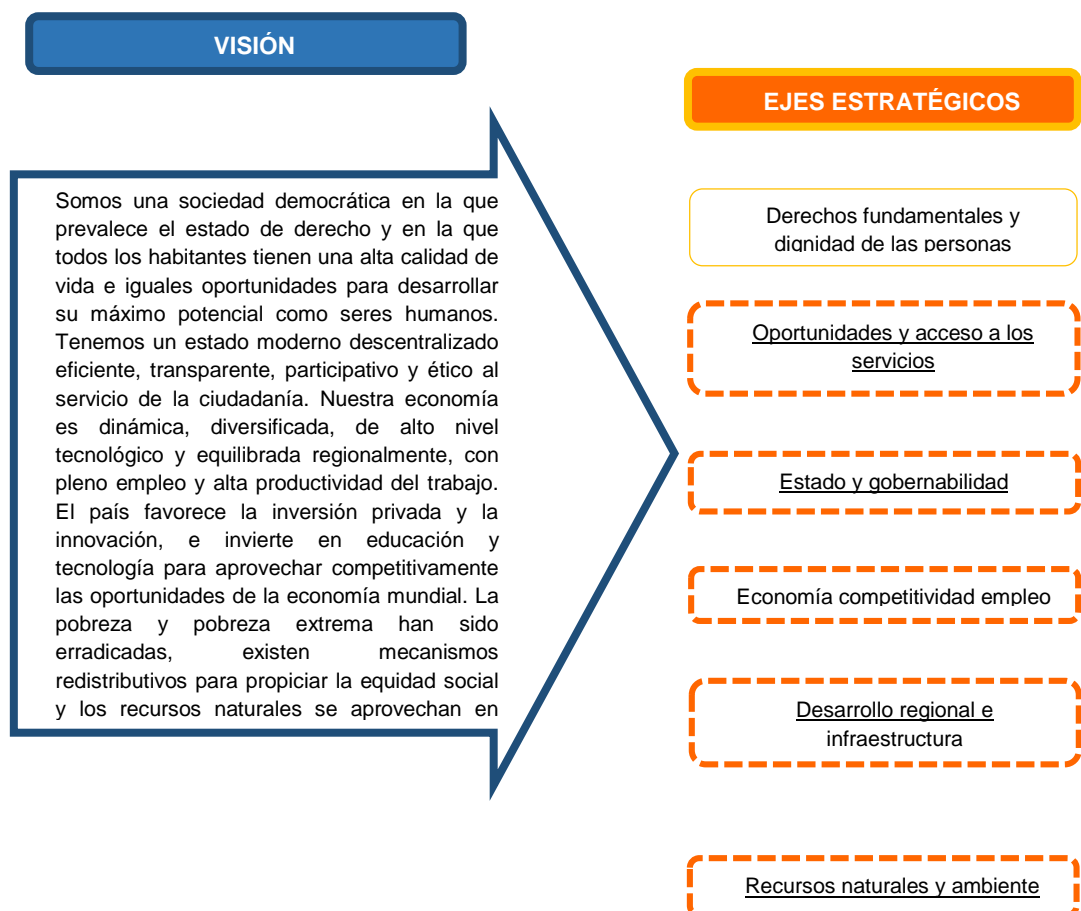 VISIÓN
Somos una sociedad democrática en la que
prevalece el estado de derecho y en la que
todos los habitantes tienen una alta calidad de
vida e iguales oportunidades para desarrollar
su máximo potencial como seres humanos.
Tenemos un estado moderno descentralizado
eficiente, transparente, participativo y ético al
servicio de la ciudadanía. Nuestra economía
es dinámica, diversificada, de alto nivel
tecnológico y equilibrada regionalmente, con
pleno empleo y alta productividad del trabajo.
El país favorece la inversión privada y la
innovación, e invierte en educación y
tecnología para aprovechar competitivamente
las oportunidades de la economía mundial. La
pobreza y pobreza extrema han sido
erradicadas, existen mecanismos
redistributivos para propiciar la equidad social
y los recursos naturales se aprovechan en
EJES ESTRATÉGICOS
Derechos fundamentales y
dignidad de las personas
Oportunidades y acceso a los
servicios
Estado y gobernabilidad
Economía competitividad empleo
Desarrollo regional e
infraestructura
Recursos naturales y ambiente